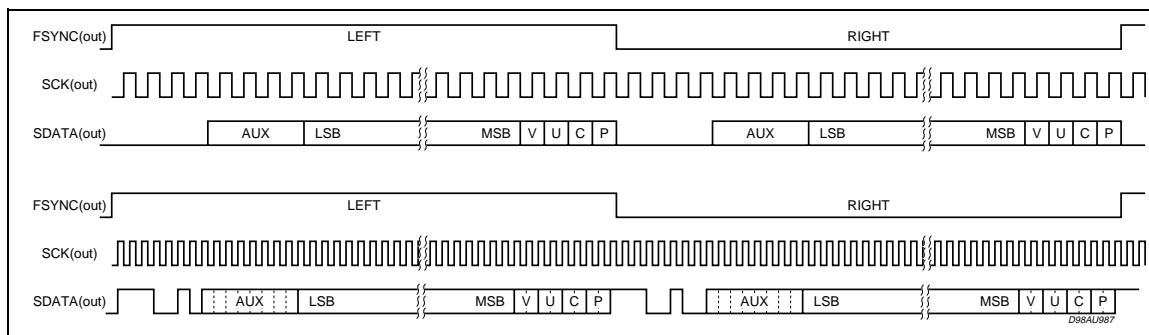 FSYNC(out) LEFT RIGHT
SCK(out)
SDATA(out) AUX LSB MSB V U C P AUX LSB MSB V U C P
FSYNC(out) LEFT RIGHT
SCK(out)
SDATA(out) AUX LSB MSB V U C P AUX LSB MSB V U C P
D98AU987